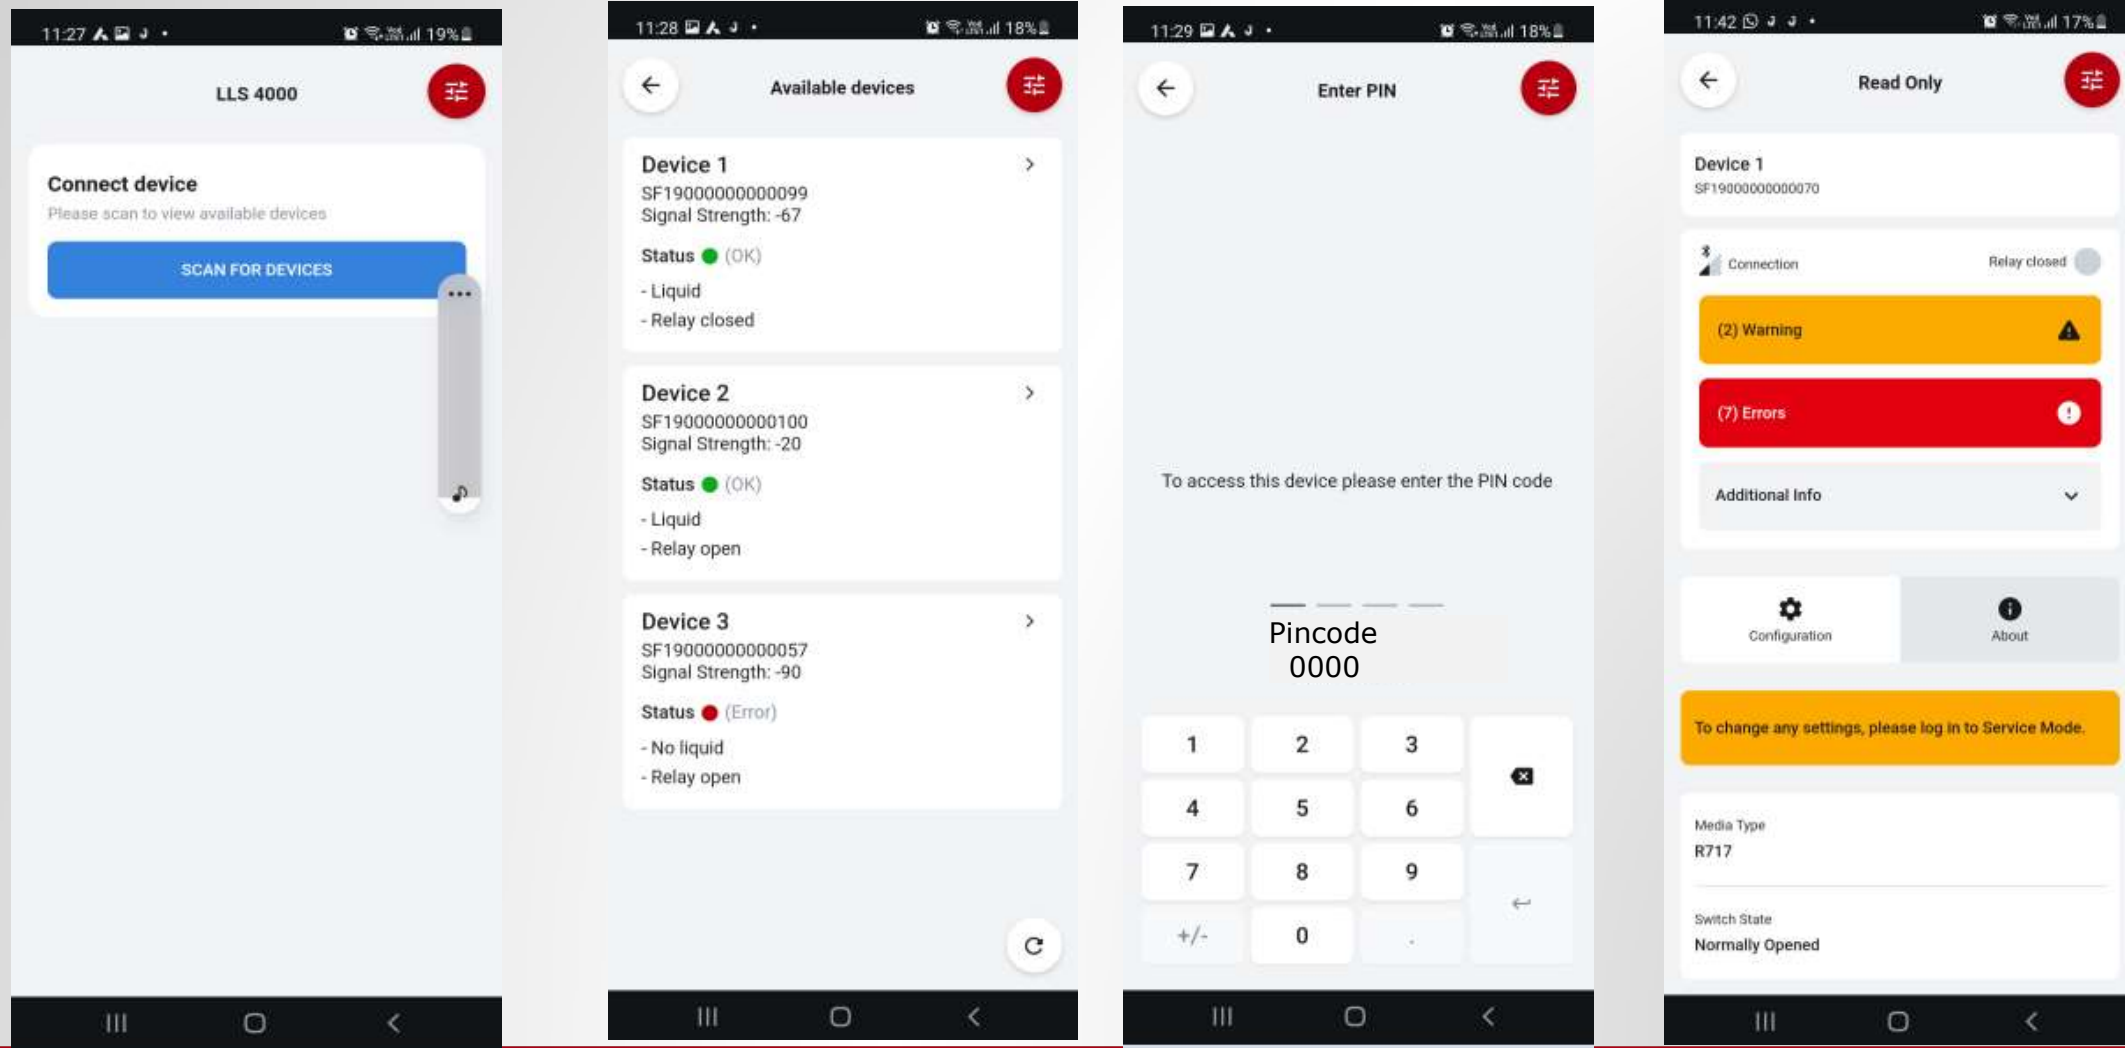 11:27
19%
LLS 4000
Connect device
Please scan to view available devices
SCAN FOR DEVICES
11:28
18%
Available devices
Device 1
SF19000000000099
Signal Strength: -67
Status (OK)
- Liquid
- Relay closed
Device 2
SF19000000000100
Signal Strength: -20
Status (OK)
- Liquid
- Relay open
Device 3
SF19000000000057
Signal Strength: -90
Status (Error)
- No liquid
- Relay open
11:29
18%
Enter PIN
To access this device please enter the PIN code
Pincode
0000
1 2 3
4 5 6
7 8 9
+/- 0 .
11:42
17%
Read Only
Device 1
SF19000000000070
Connection
Relay closed
(2) Warning
(7) Errors
Additional Info
Configuration
About
To change any settings, please log in to Service Mode.
Media Type
R717
Switch State
Normally Opened